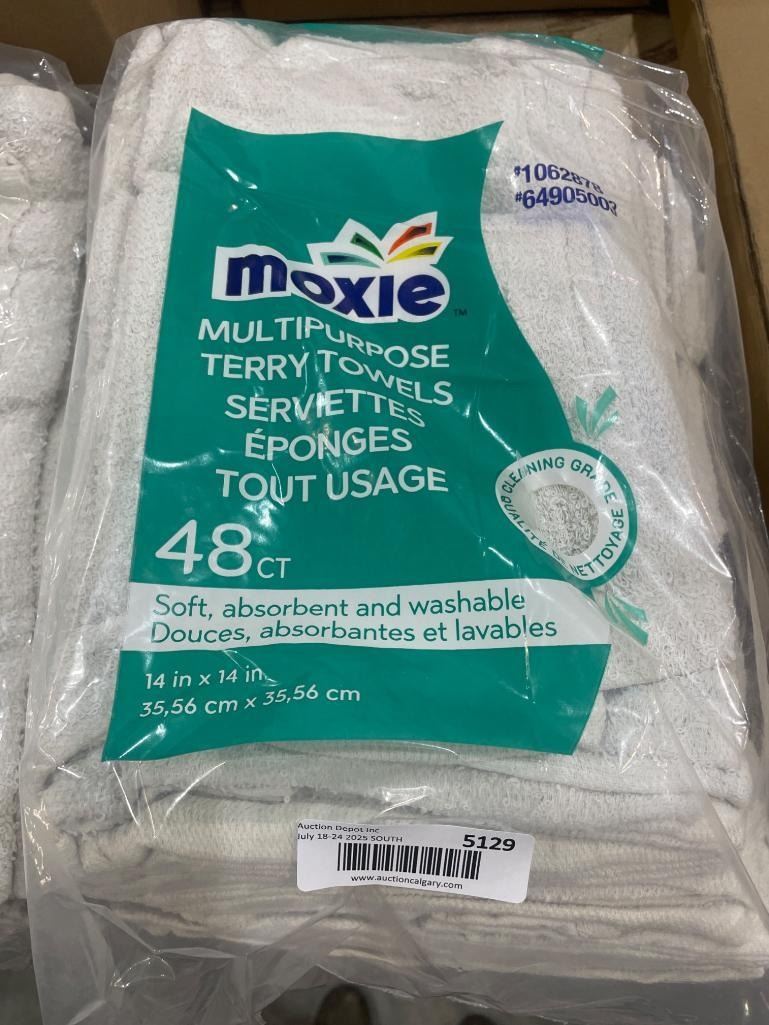 #1062878
#64905003
moxie™
MULTIPURPOSE
TERRY TOWELS
SERVIETTES
ÉPONGES
TOUT USAGE
CLEANING GRADE
QUALITÉ DE NETTOYAGE
48 CT
Soft, absorbent and washable
Douces, absorbantes et lavables
14 in x 14 in
35,56 cm x 35,56 cm
Auction Depot Inc
July 18-24 2025 SOUTH
5129
www.auctioncalgary.com